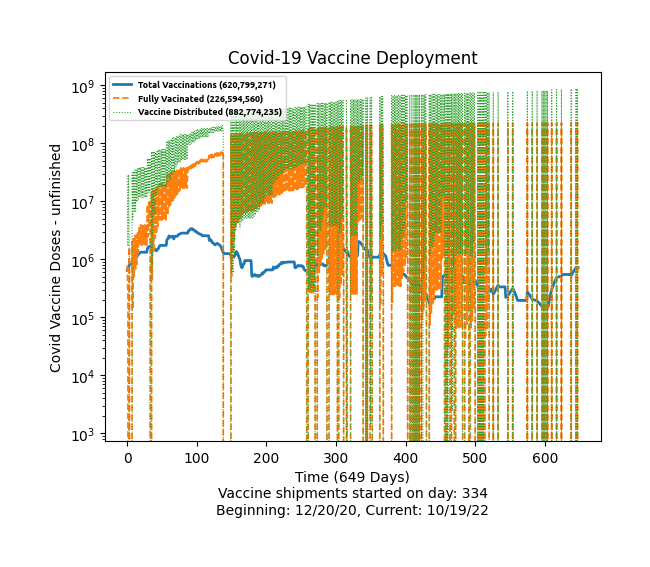 Covid-19 Vaccine Deployment
Total Vaccinations (620,799,271)
Fully Vacinated (226,594,560)
Vaccine Distributed (882,774,235)
Covid Vaccine Doses - unfinished
10⁹
10⁸
10⁷
10⁶
10⁵
10⁴
10³
0 100 200 300 400 500 600
Time (649 Days)
Vaccine shipments started on day: 334
Beginning: 12/20/20, Current: 10/19/22